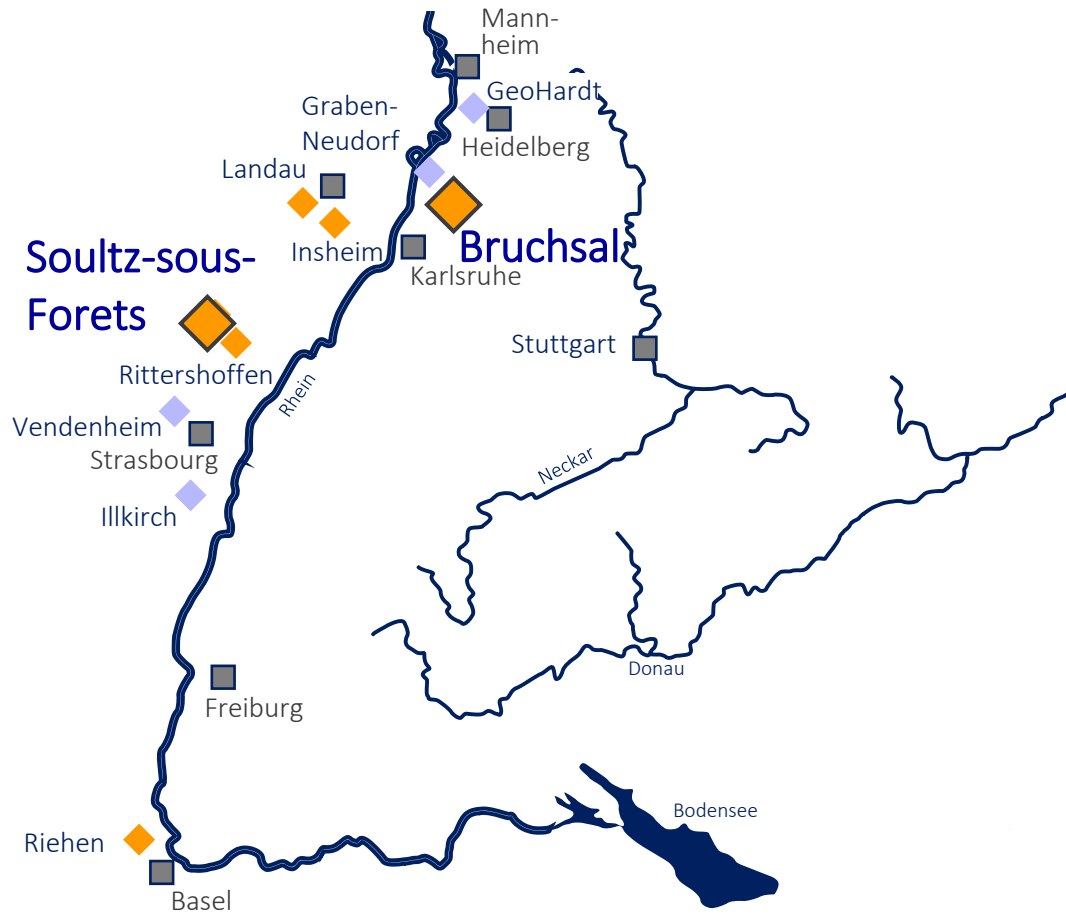 Mann-
heim
GeoHardt
Graben-
Neudorf
Heidelberg
Landau
Insheim
Bruchsal
Karlsruhe
Soultz-sous-
Forets
Stuttgart
Rittershoffen
Rhein
Vendenheim
Strasbourg
Neckar
Illkirch
Donau
Freiburg
Bodensee
Riehen
Basel